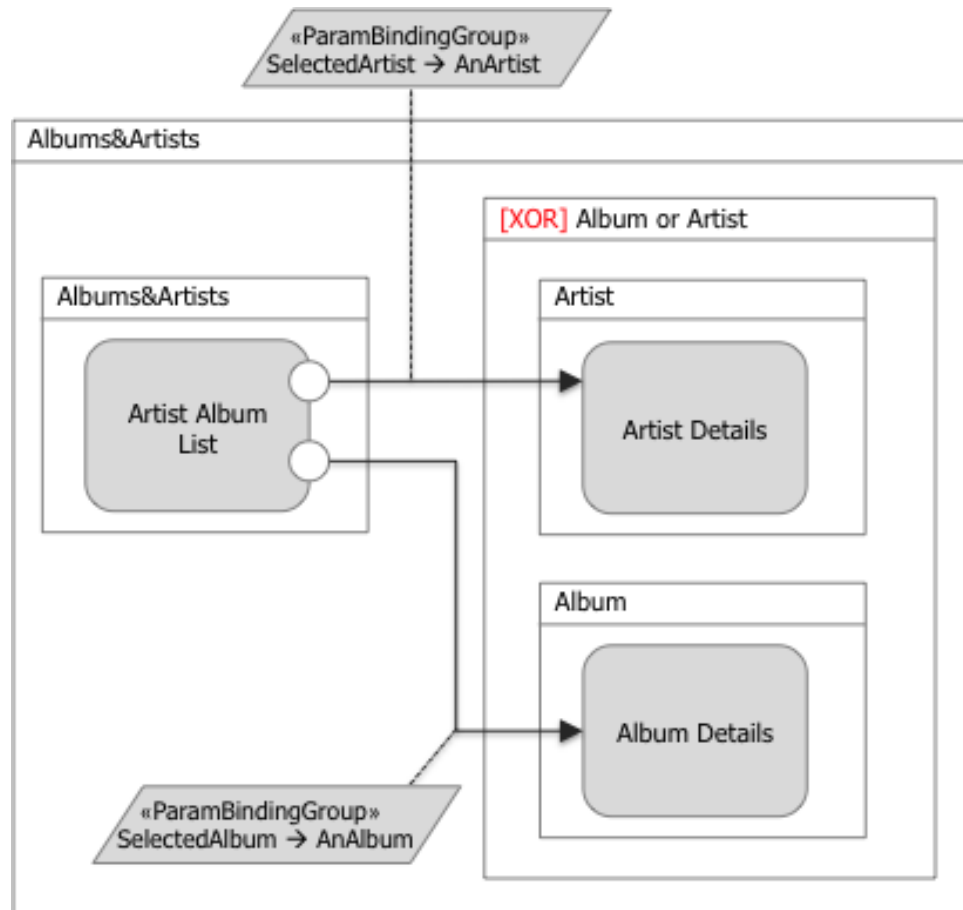 «ParamBindingGroup»
SelectedArtist → AnArtist
Albums&Artists
[XOR] Album or Artist
Albums&Artists
Artist
Artist Album
List
Artist Details
Album
Album Details
«ParamBindingGroup»
SelectedAlbum → AnAlbum